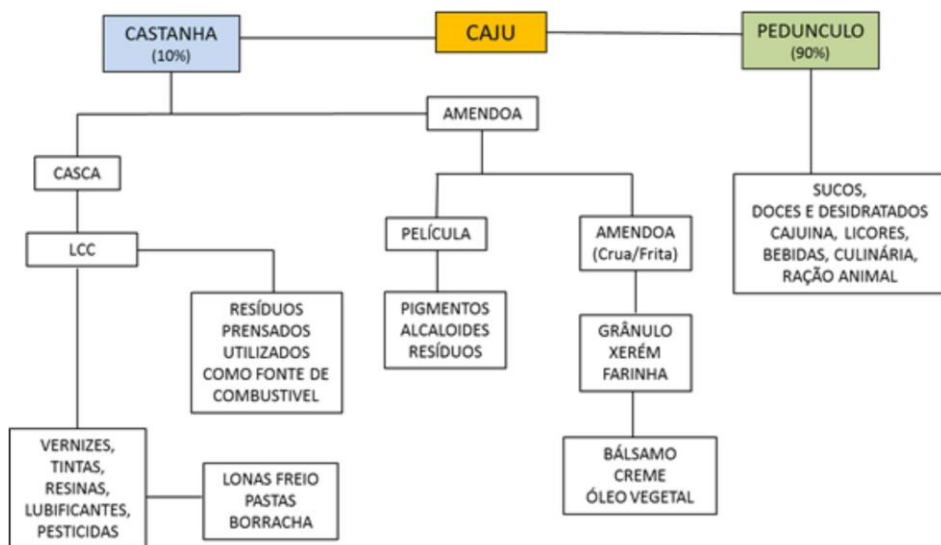 CASTANHA
(10%)
CAJU
PEDUNCULO
(90%)
AMENDOA
CASCA
LCC
PELÍCULA
AMENDOA
(Crua/Frita)
SUCOS,
DOCES E DESIDRATADOS
CAJUINA, LICORES,
BEBIDAS, CULINÁRIA,
RAÇÃO ANIMAL
RESÍDUOS
PRENSADOS
UTILIZADOS
COMO FONTE DE
COMBUSTIVEL
PIGMENTOS
ALCALOIDES
RESÍDUOS
GRÂNULO
XERÉM
FARINHA
VERNIZES,
TINTAS,
RESINAS,
LUBIFICANTES,
PESTICIDAS
LONAS FREIO
PASTAS
BORRACHA
BÁLSAMO
CREME
ÓLEO VEGETAL